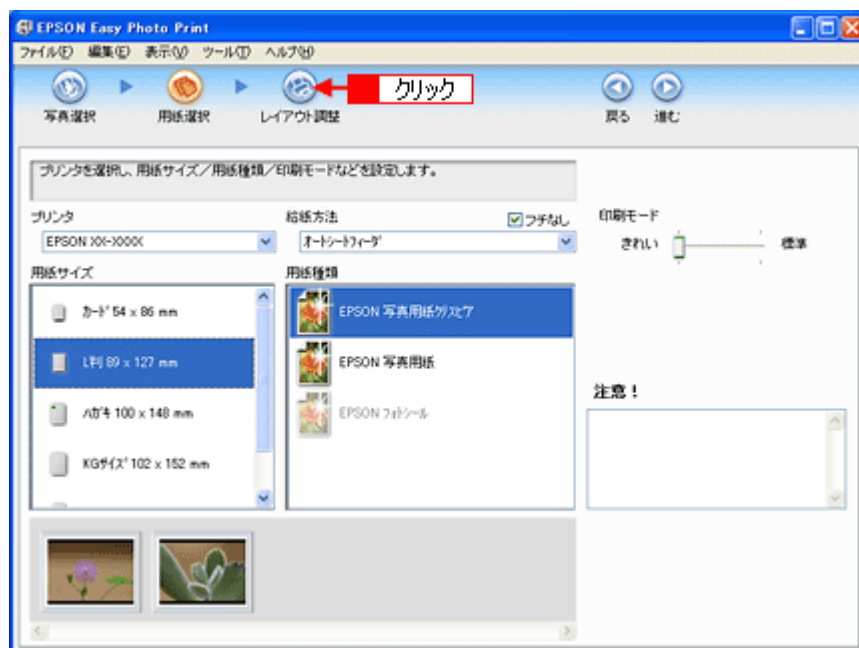 EPSON Easy Photo Print
ファイル(F) 編集(E) 表示(V) ツール(T) ヘルプ(H)
クリック
写真選択 用紙選択 レイアウト調整 戻る 進む
プリンタを選択し、用紙サイズ/用紙種類/印刷モードなどを設定します。
プリンタ 給紙方法 フチなし 印刷モード
EPSON XX-XXXX オートシートフィーダ きれい 標準
用紙サイズ 用紙種類
カード 54 x 86 mm
EPSON 写真用紙クリスピア
L判 89 x 127 mm
EPSON 写真用紙
注意!
ハガキ 100 x 148 mm
EPSON フォトシール
KGサイズ 102 x 152 mm